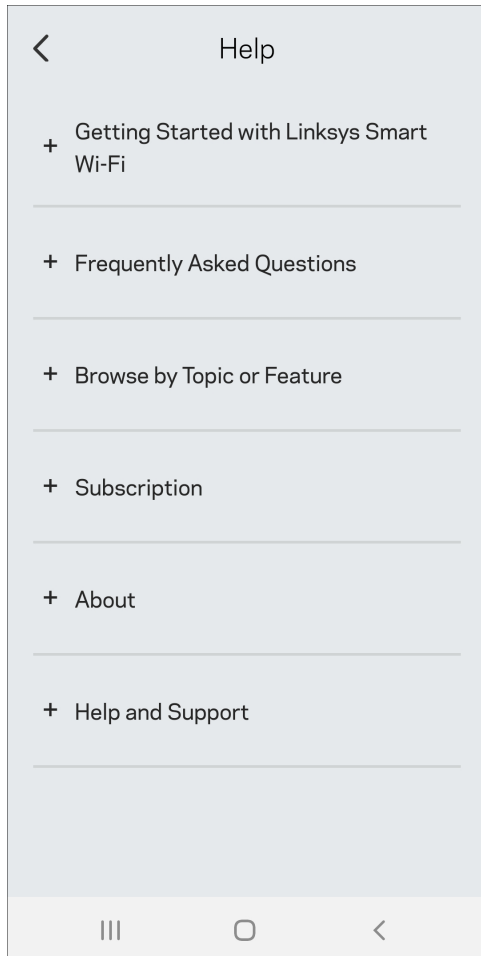 Help
+ Getting Started with Linksys Smart
Wi-Fi
+ Frequently Asked Questions
+ Browse by Topic or Feature
+ Subscription
+ About
+ Help and Support